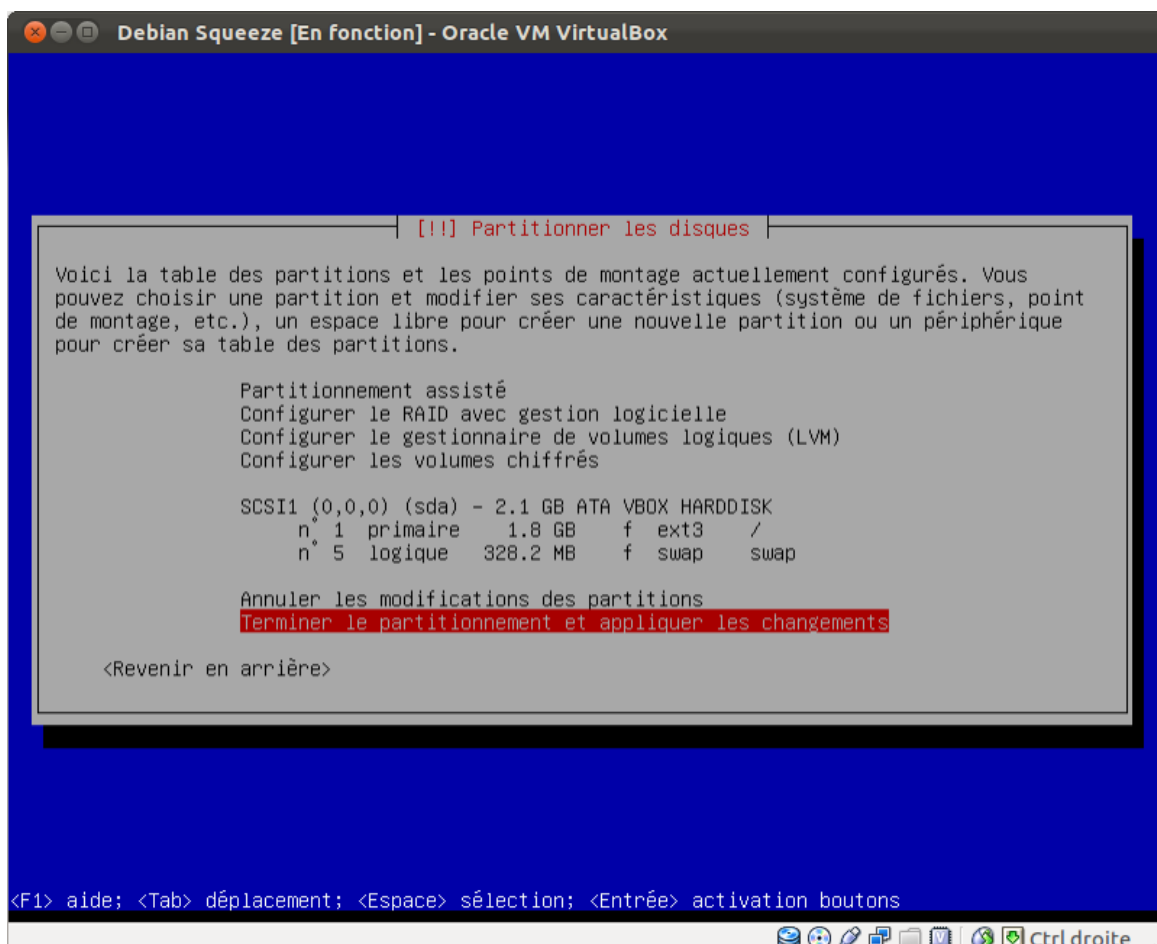 Debian Squeeze [En fonction] - Oracle VM VirtualBox
[!!] Partitionner les disques
Voici la table des partitions et les points de montage actuellement configurés. Vous
pouvez choisir une partition et modifier ses caractéristiques (système de fichiers, point
de montage, etc.), un espace libre pour créer une nouvelle partition ou un périphérique
pour créer sa table des partitions.
Partitionnement assisté
Configurer le RAID avec gestion logicielle
Configurer le gestionnaire de volumes logiques (LVM)
Configurer les volumes chiffrés
SCSI1 (0,0,0) (sda) - 2.1 GB ATA VBOX HARDDISK
n° 1 primaire 1.8 GB f ext3 /
n° 5 logique 328.2 MB f swap swap
Annuler les modifications des partitions
Terminer le partitionnement et appliquer les changements
<Revenir en arrière>
<F1> aide; <Tab> déplacement; <Espace> sélection; <Entrée> activation boutons
Ctrl droite